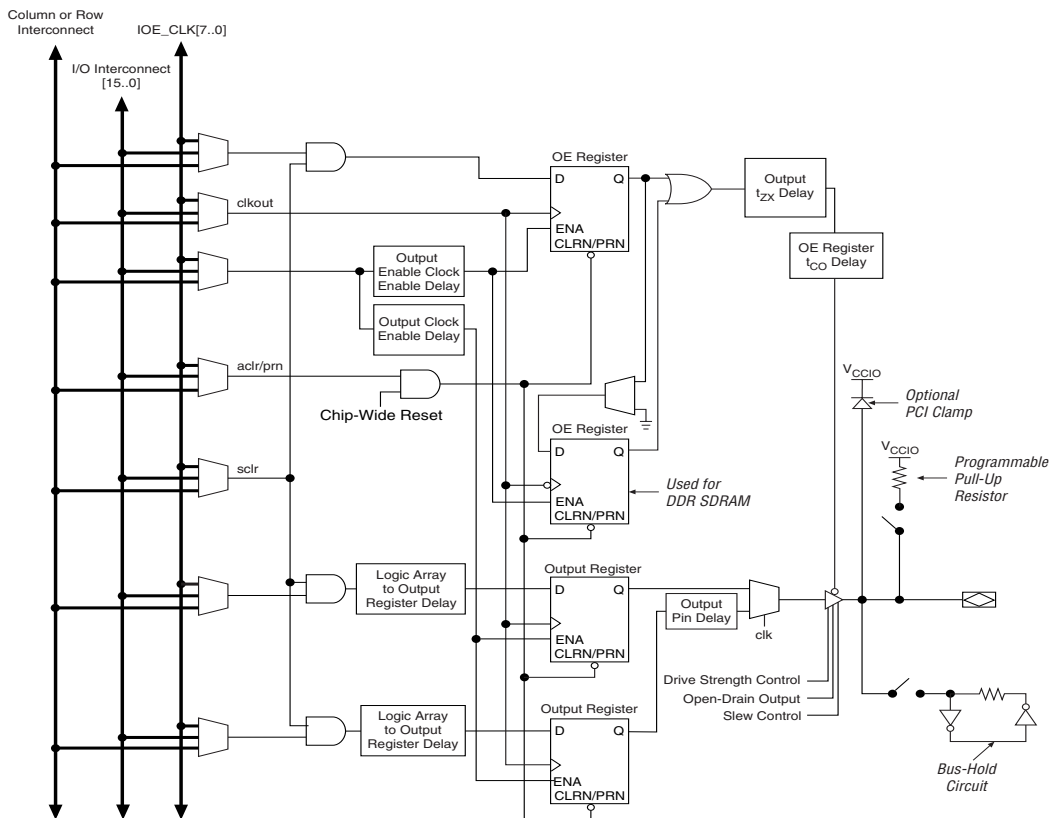 Column or Row
Interconnect
IOE_CLK[7..0]
I/O Interconnect
[15..0]
OE Register
D Q
ENA
CLRN/PRN
Output
tZX Delay
clkout
OE Register
tCO Delay
Output
Enable Clock
Enable Delay
Output Clock
Enable Delay
aclr/prn
Chip-Wide Reset
VCCIO
Optional
PCI Clamp
OE Register
D Q
ENA
CLRN/PRN
Used for
DDR SDRAM
VCCIO
Programmable
Pull-Up
Resistor
sclr
Logic Array
to Output
Register Delay
Output Register
D Q
ENA
CLRN/PRN
Output
Pin Delay
clk
Drive Strength Control
Open-Drain Output
Slew Control
Logic Array
to Output
Register Delay
Output Register
D Q
ENA
CLRN/PRN
Bus-Hold
Circuit